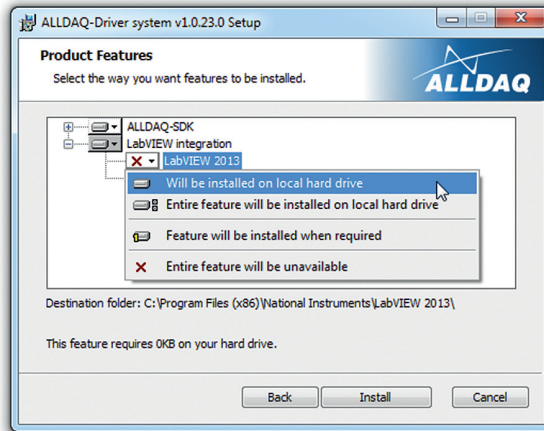 ALLDAQ-Driver system v1.0.23.0 Setup
Product Features
Select the way you want features to be installed.
ALLDAQ
ALLDAQ-SDK
LabVIEW integration
LabVIEW 2013
Will be installed on local hard drive
Entire feature will be installed on local hard drive
Feature will be installed when required
Entire feature will be unavailable
Destination folder: C:\Program Files (x86)\National Instruments\LabVIEW 2013\
This feature requires 0KB on your hard drive.
Back Install Cancel